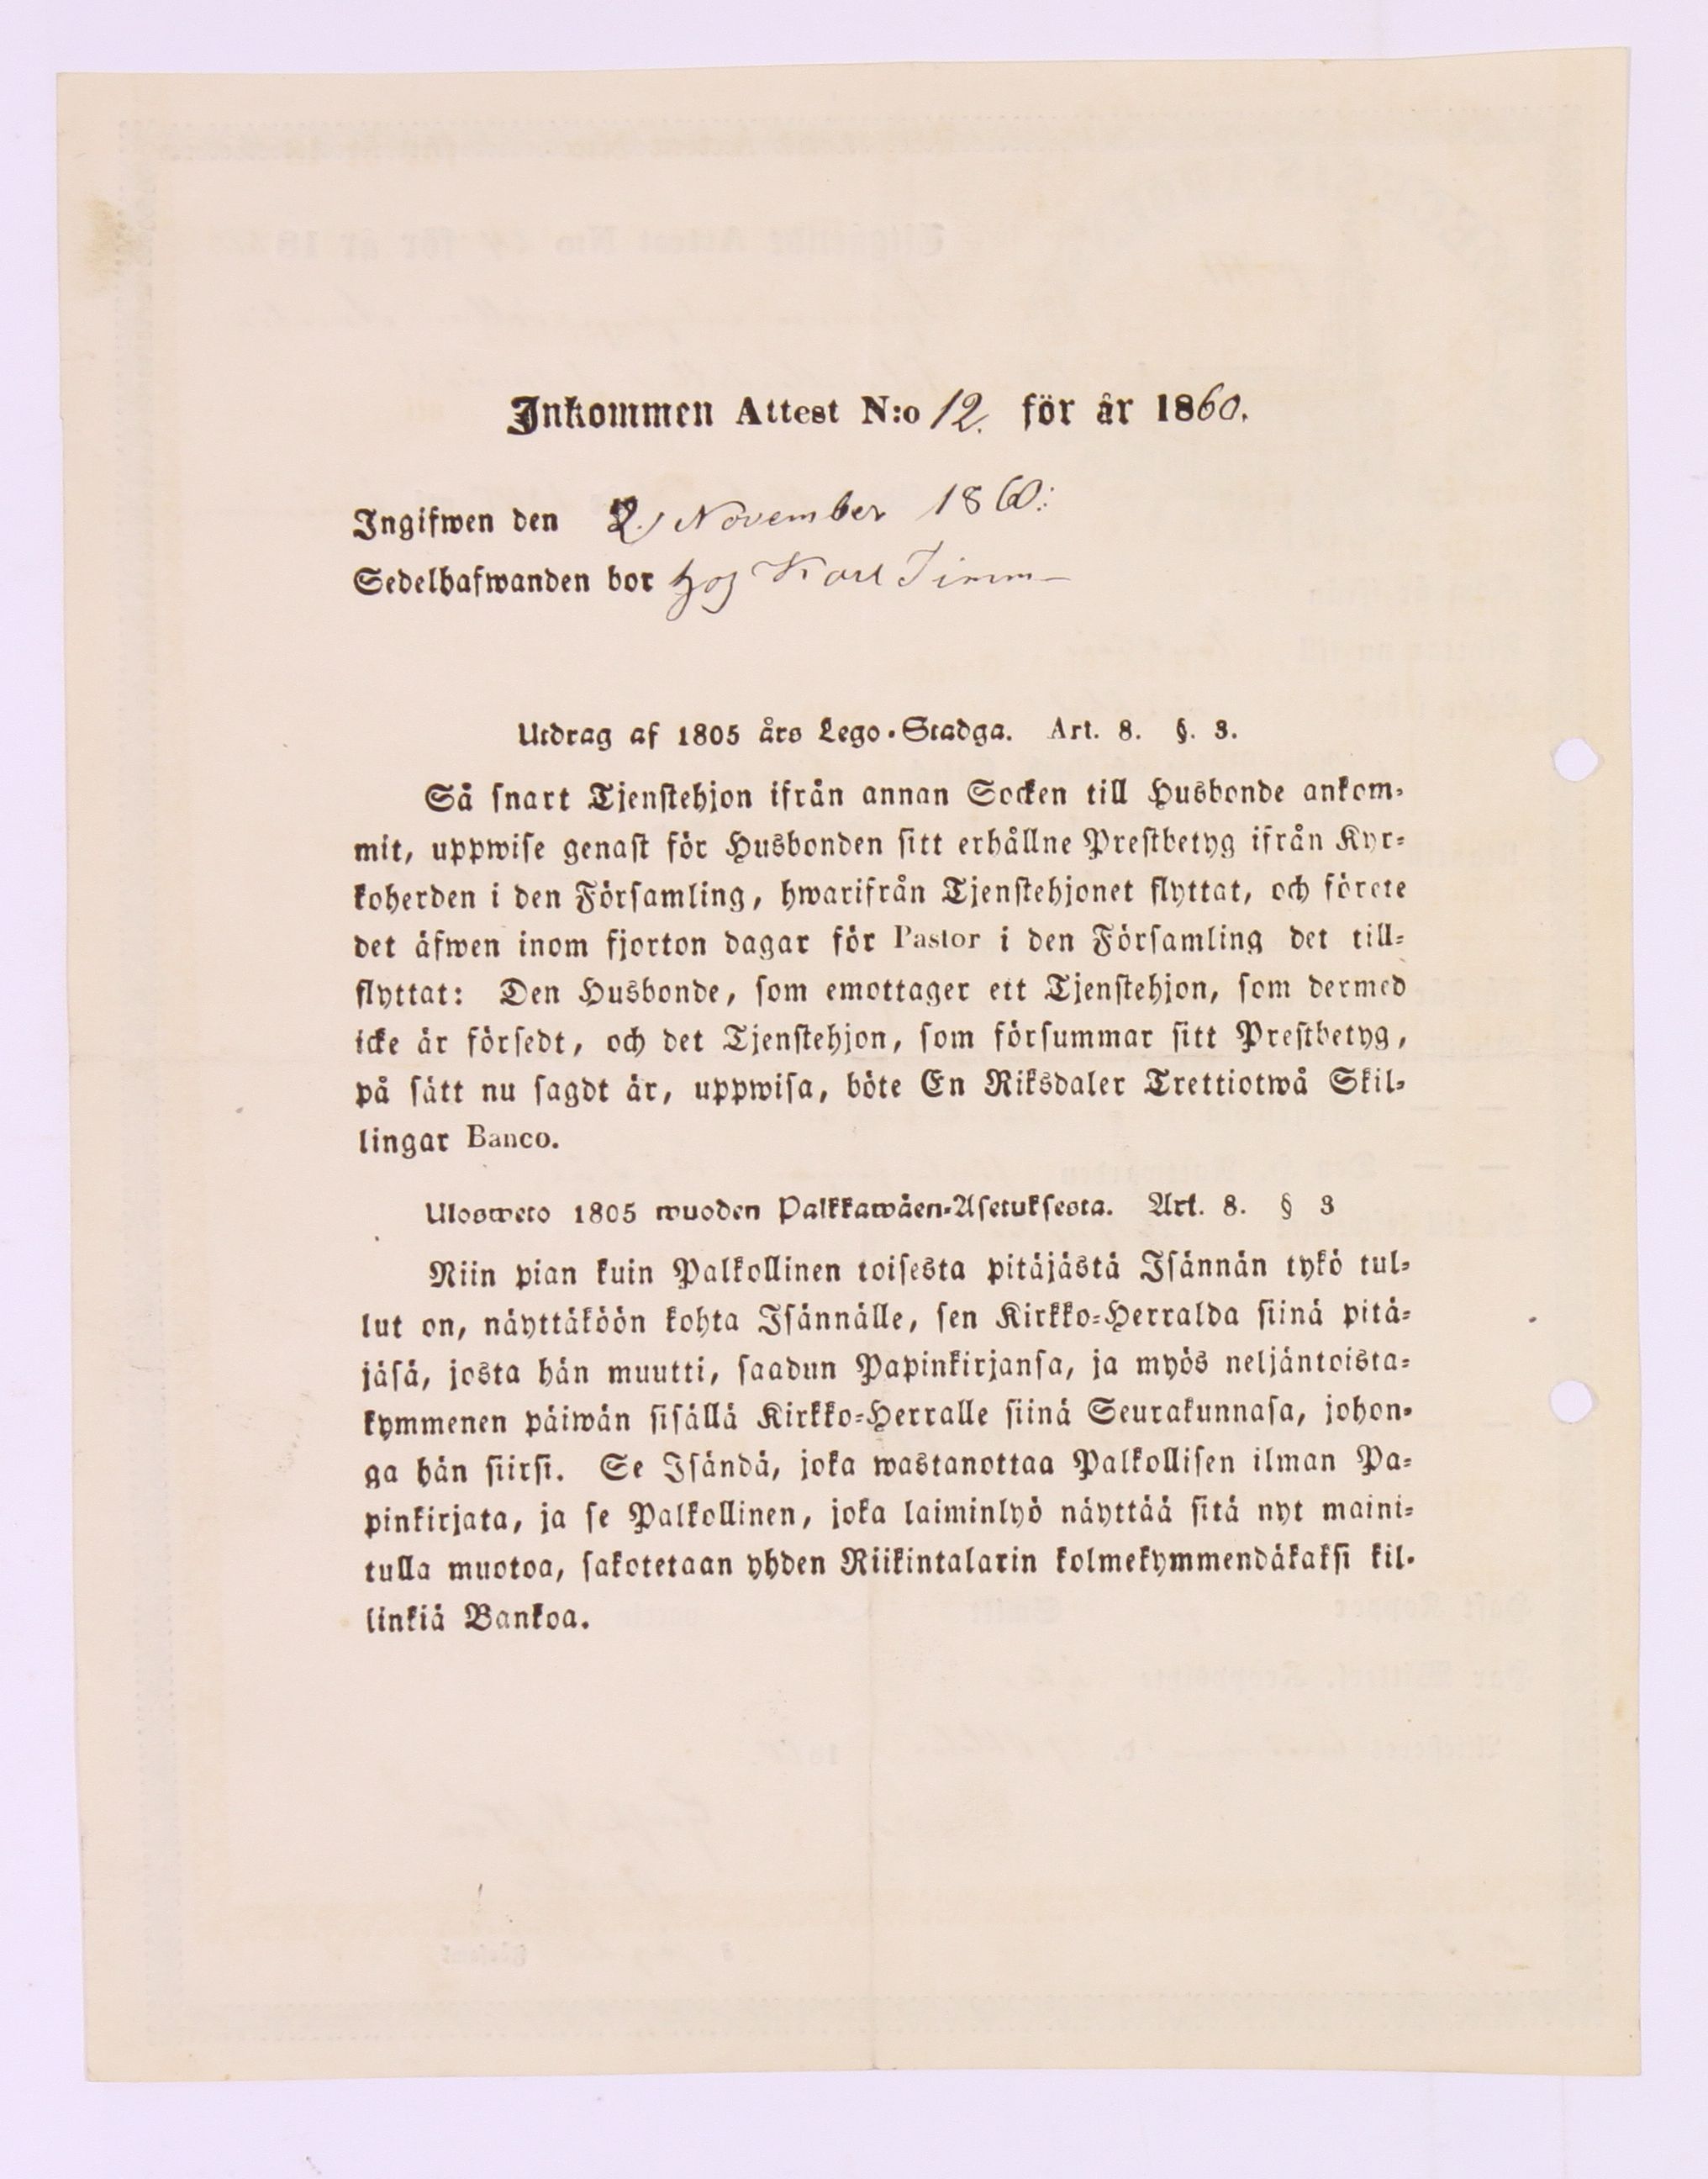 Inkommen Attest N:o 12. för år 1860.
Ingifwen den 2 November 1860:
Sedelhafwanden bor hos Karl Timm
Utdrag af 1805 års Lego-Stadga. Art. 8. §. 3.
Så snart Tjenstehjon ifrån annan Socken till Husbonde ankom-
mit, uppwise genast för Husbonden sitt erhållne Prestbetyg ifrån Kyr-
koherden i den Församling, hwarifrån Tjenstehjonet flyttat, och förete
det äfwen inom fjorton dagar för Pastor i den Församling det till-
flyttat: Den Husbonde, som emottager ett Tjenstehjon, som dermed
icke är försedt, och det Tjenstehjon, som försummar sitt Prestbetyg,
på sätt nu sagdt är, uppwisa, böte En Riksdaler Trettiotwå Skil-
lingar Banco.
Ulosweto 1805 wuoden Palkkawäen-Asetuksesta. Art. 8. § 3
Niin pian kuin Palkollinen toisesta pitäjästä Isännän tykö tul-
lut on, näyttäköön kohta Isännälle, sen Kirkko-Herralda siinä pitä-
jäsä, josta hän muutti, saadun Papinkirjansa, ja myös neljäntoista-
kymmenen päiwän sisällä Kirkko-Herralle siinä Seurakunnasa, johon-
ga hän siirsi. Se Isändä, joka wastanottaa Palkollisen ilman Pa-
pinkirjata, ja se Palkollinen, joka laiminlyö näyttää sitä nyt maini-
tulla muotoa, sakotetaan yhden Riikintalarin kolmekymmendäkaksi kil-
linkiä Bankoa.